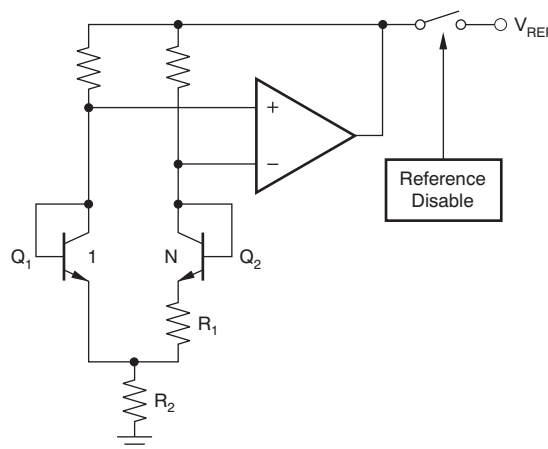 V_REF
+
−
Reference
Disable
Q1
1
N
Q2
R1
R2